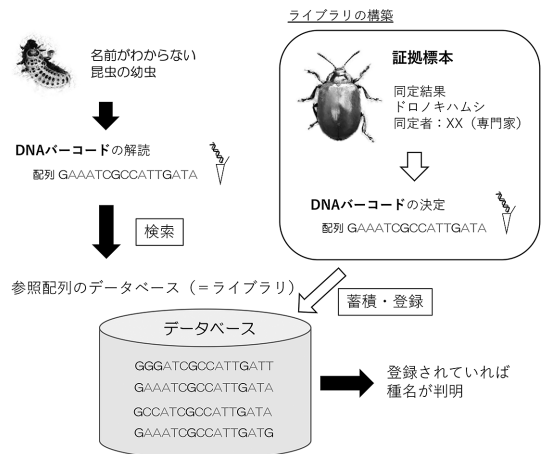 ライブラリの構築
名前がわからない
昆虫の幼虫
DNAバーコードの解読
配列 GAAATCGCCATTGATA
検索
証拠標本
同定結果
ドロノキハムシ
同定者：XX（専門家）
DNAバーコードの決定
配列 GAAATCGCCATTGATA
参照配列のデータベース（＝ライブラリ）
蓄積・登録
データベース
GGGATCGCCATTGATT
GAAATCGCCATTGATA
GCCATCGCCATTGATA
GAAATCGCCATTGATG
登録されていれば
種名が判明